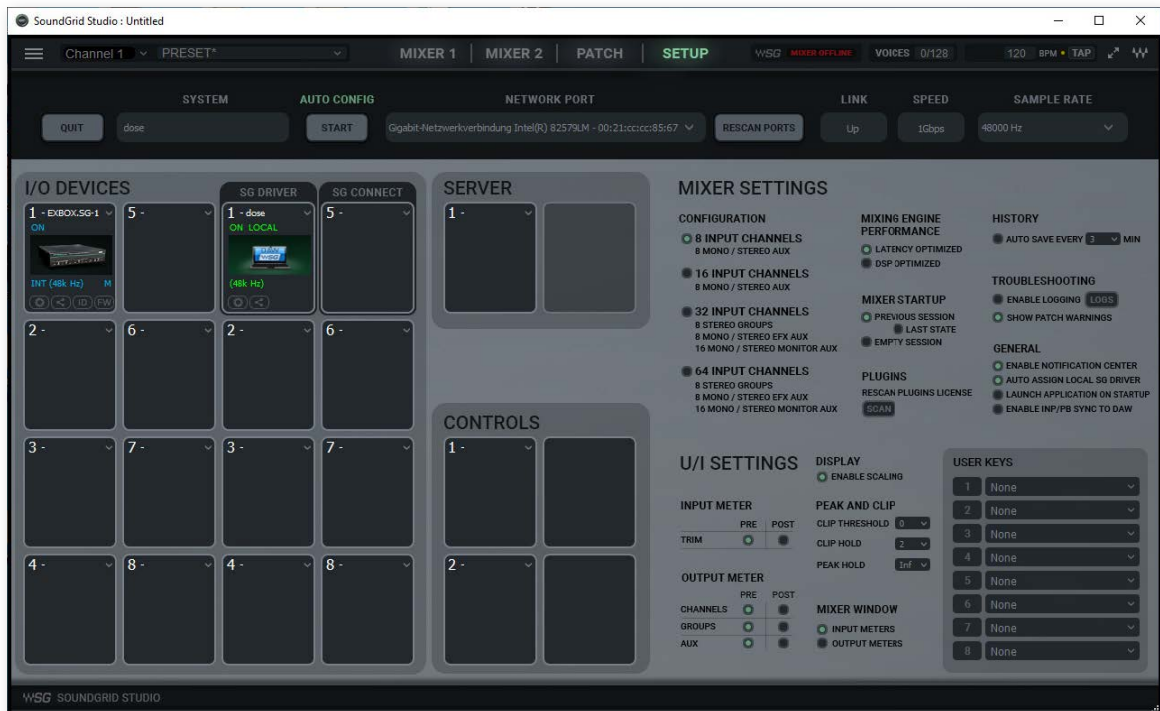 SoundGrid Studio : Untitled
Channel 1 PRESET* MIXER 1 MIXER 2 PATCH SETUP WSG MIXER OFFLINE VOICES 0/128 120 BPM TAP
SYSTEM AUTO CONFIG NETWORK PORT LINK SPEED SAMPLE RATE
QUIT dose START Gigabit-Netzwerkverbindung Intel(R) 82579LM - 00:21:cc:cc:85:67 RESCAN PORTS Up 1Gbps 48000 Hz
I/O DEVICES
SG DRIVER SG CONNECT
1 - EXBOX.SG-1 5 - 1 - dose 5 -
ON ON LOCAL
INT (48k Hz) M (48k Hz)
ID FW
2 - 6 - 2 - 6 -
3 - 7 - 3 - 7 -
4 - 8 - 4 - 8 -
SERVER
1 -
CONTROLS
1 -
2 -
MIXER SETTINGS
CONFIGURATION
8 INPUT CHANNELS
8 MONO / STEREO AUX
16 INPUT CHANNELS
8 MONO / STEREO AUX
32 INPUT CHANNELS
8 STEREO GROUPS
8 MONO / STEREO EFX AUX
16 MONO / STEREO MONITOR AUX
64 INPUT CHANNELS
8 STEREO GROUPS
8 MONO / STEREO EFX AUX
16 MONO / STEREO MONITOR AUX
MIXING ENGINE
PERFORMANCE
LATENCY OPTIMIZED
DSP OPTIMIZED
MIXER STARTUP
PREVIOUS SESSION
LAST STATE
EMPTY SESSION
PLUGINS
RESCAN PLUGINS LICENSE
SCAN
HISTORY
AUTO SAVE EVERY 3 MIN
TROUBLESHOOTING
ENABLE LOGGING LOGS
SHOW PATCH WARNINGS
GENERAL
ENABLE NOTIFICATION CENTER
AUTO ASSIGN LOCAL SG DRIVER
LAUNCH APPLICATION ON STARTUP
ENABLE INP/PB SYNC TO DAW
U/I SETTINGS
INPUT METER
PRE POST
TRIM
OUTPUT METER
PRE POST
CHANNELS
GROUPS
AUX
DISPLAY
ENABLE SCALING
PEAK AND CLIP
CLIP THRESHOLD 0
CLIP HOLD 2
PEAK HOLD Inf
MIXER WINDOW
INPUT METERS
OUTPUT METERS
USER KEYS
1 None
2 None
3 None
4 None
5 None
6 None
7 None
8 None
WSG SOUNDGRID STUDIO